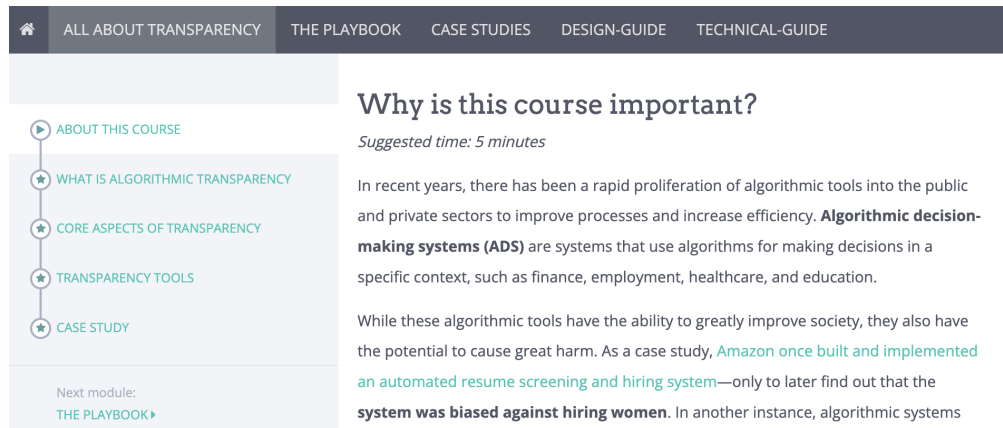 ALL ABOUT TRANSPARENCY THE PLAYBOOK CASE STUDIES DESIGN-GUIDE TECHNICAL-GUIDE
ABOUT THIS COURSE
WHAT IS ALGORITHMIC TRANSPARENCY
CORE ASPECTS OF TRANSPARENCY
TRANSPARENCY TOOLS
CASE STUDY
Next module:
THE PLAYBOOK
Why is this course important?
Suggested time: 5 minutes
In recent years, there has been a rapid proliferation of algorithmic tools into the public
and private sectors to improve processes and increase efficiency. Algorithmic decision-
making systems (ADS) are systems that use algorithms for making decisions in a
specific context, such as finance, employment, healthcare, and education.
While these algorithmic tools have the ability to greatly improve society, they also have
the potential to cause great harm. As a case study, Amazon once built and implemented
an automated resume screening and hiring system—only to later find out that the
system was biased against hiring women. In another instance, algorithmic systems